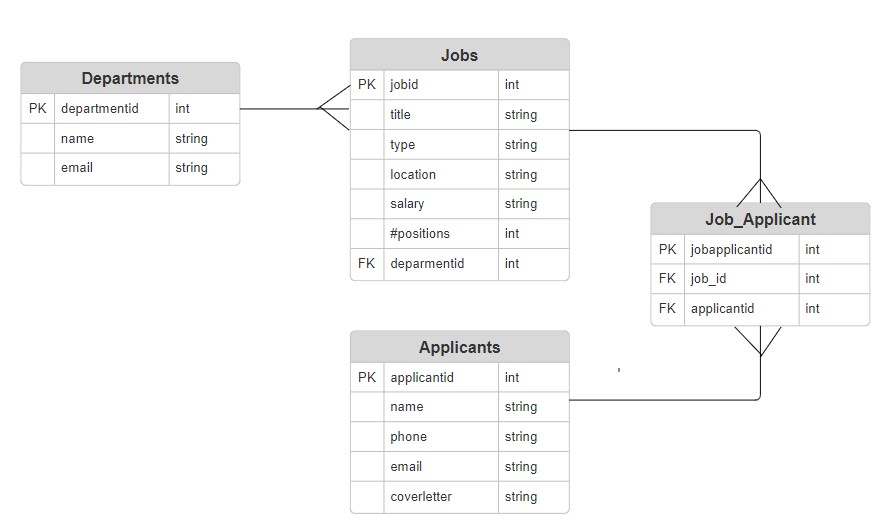 Departments
PK departmentid int
name string
email string
Jobs
PK jobid int
title string
type string
location string
salary string
#positions int
FK deparmentid int
Job_Applicant
PK jobapplicantid int
FK job_id int
FK applicantid int
Applicants
PK applicantid int
name string
phone string
email string
coverletter string